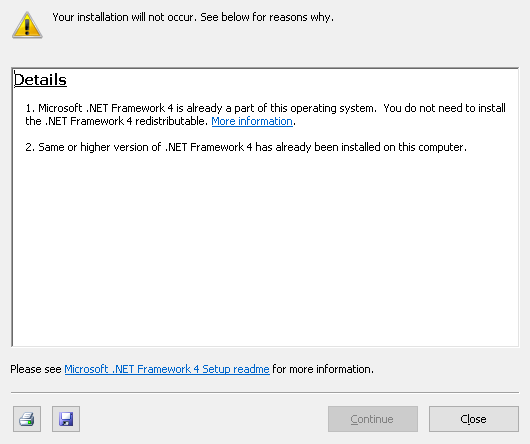 Your installation will not occur. See below for reasons why.
Details
1. Microsoft .NET Framework 4 is already a part of this operating system.  You do not need to install
the .NET Framework 4 redistributable. More information.
2. Same or higher version of .NET Framework 4 has already been installed on this computer.
Please see Microsoft .NET Framework 4 Setup readme for more information.
Continue
Close